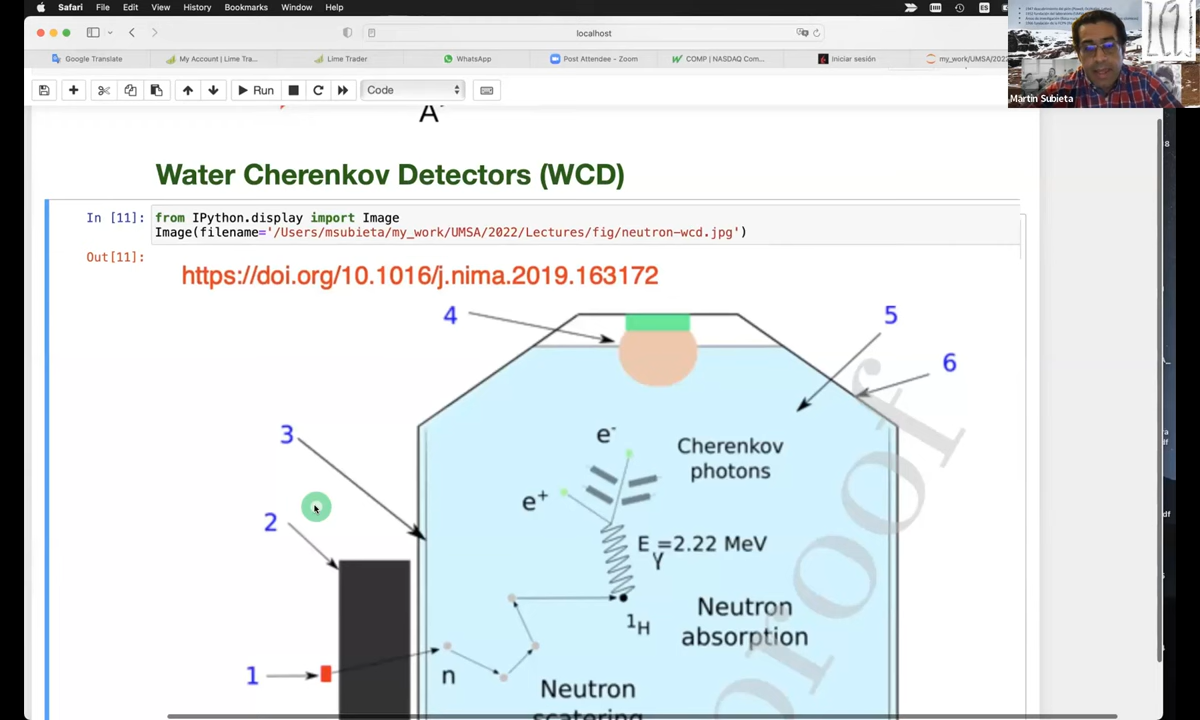 Safari File Edit View History Bookmarks Window Help
ES
localhost
Google Translate My Account | Lime Tra... Lime Trader WhatsApp Post Attendee - Zoom COMP | NASDAQ Com... Iniciar sesión my_work/UMSA/2022
Run Code
Martin Subieta
A
Water Cherenkov Detectors (WCD)
In [11]: from IPython.display import Image
Image(filename='/Users/msubieta/my_work/UMSA/2022/Lectures/fig/neutron-wcd.jpg')
Out[11]:
https://doi.org/10.1016/j.nima.2019.163172
4
5
6
3
e-
Cherenkov
photons
e+
2
E =2.22 MeV
γ
Neutron
absorption
1H
1
n
Neutron
scatering
roof